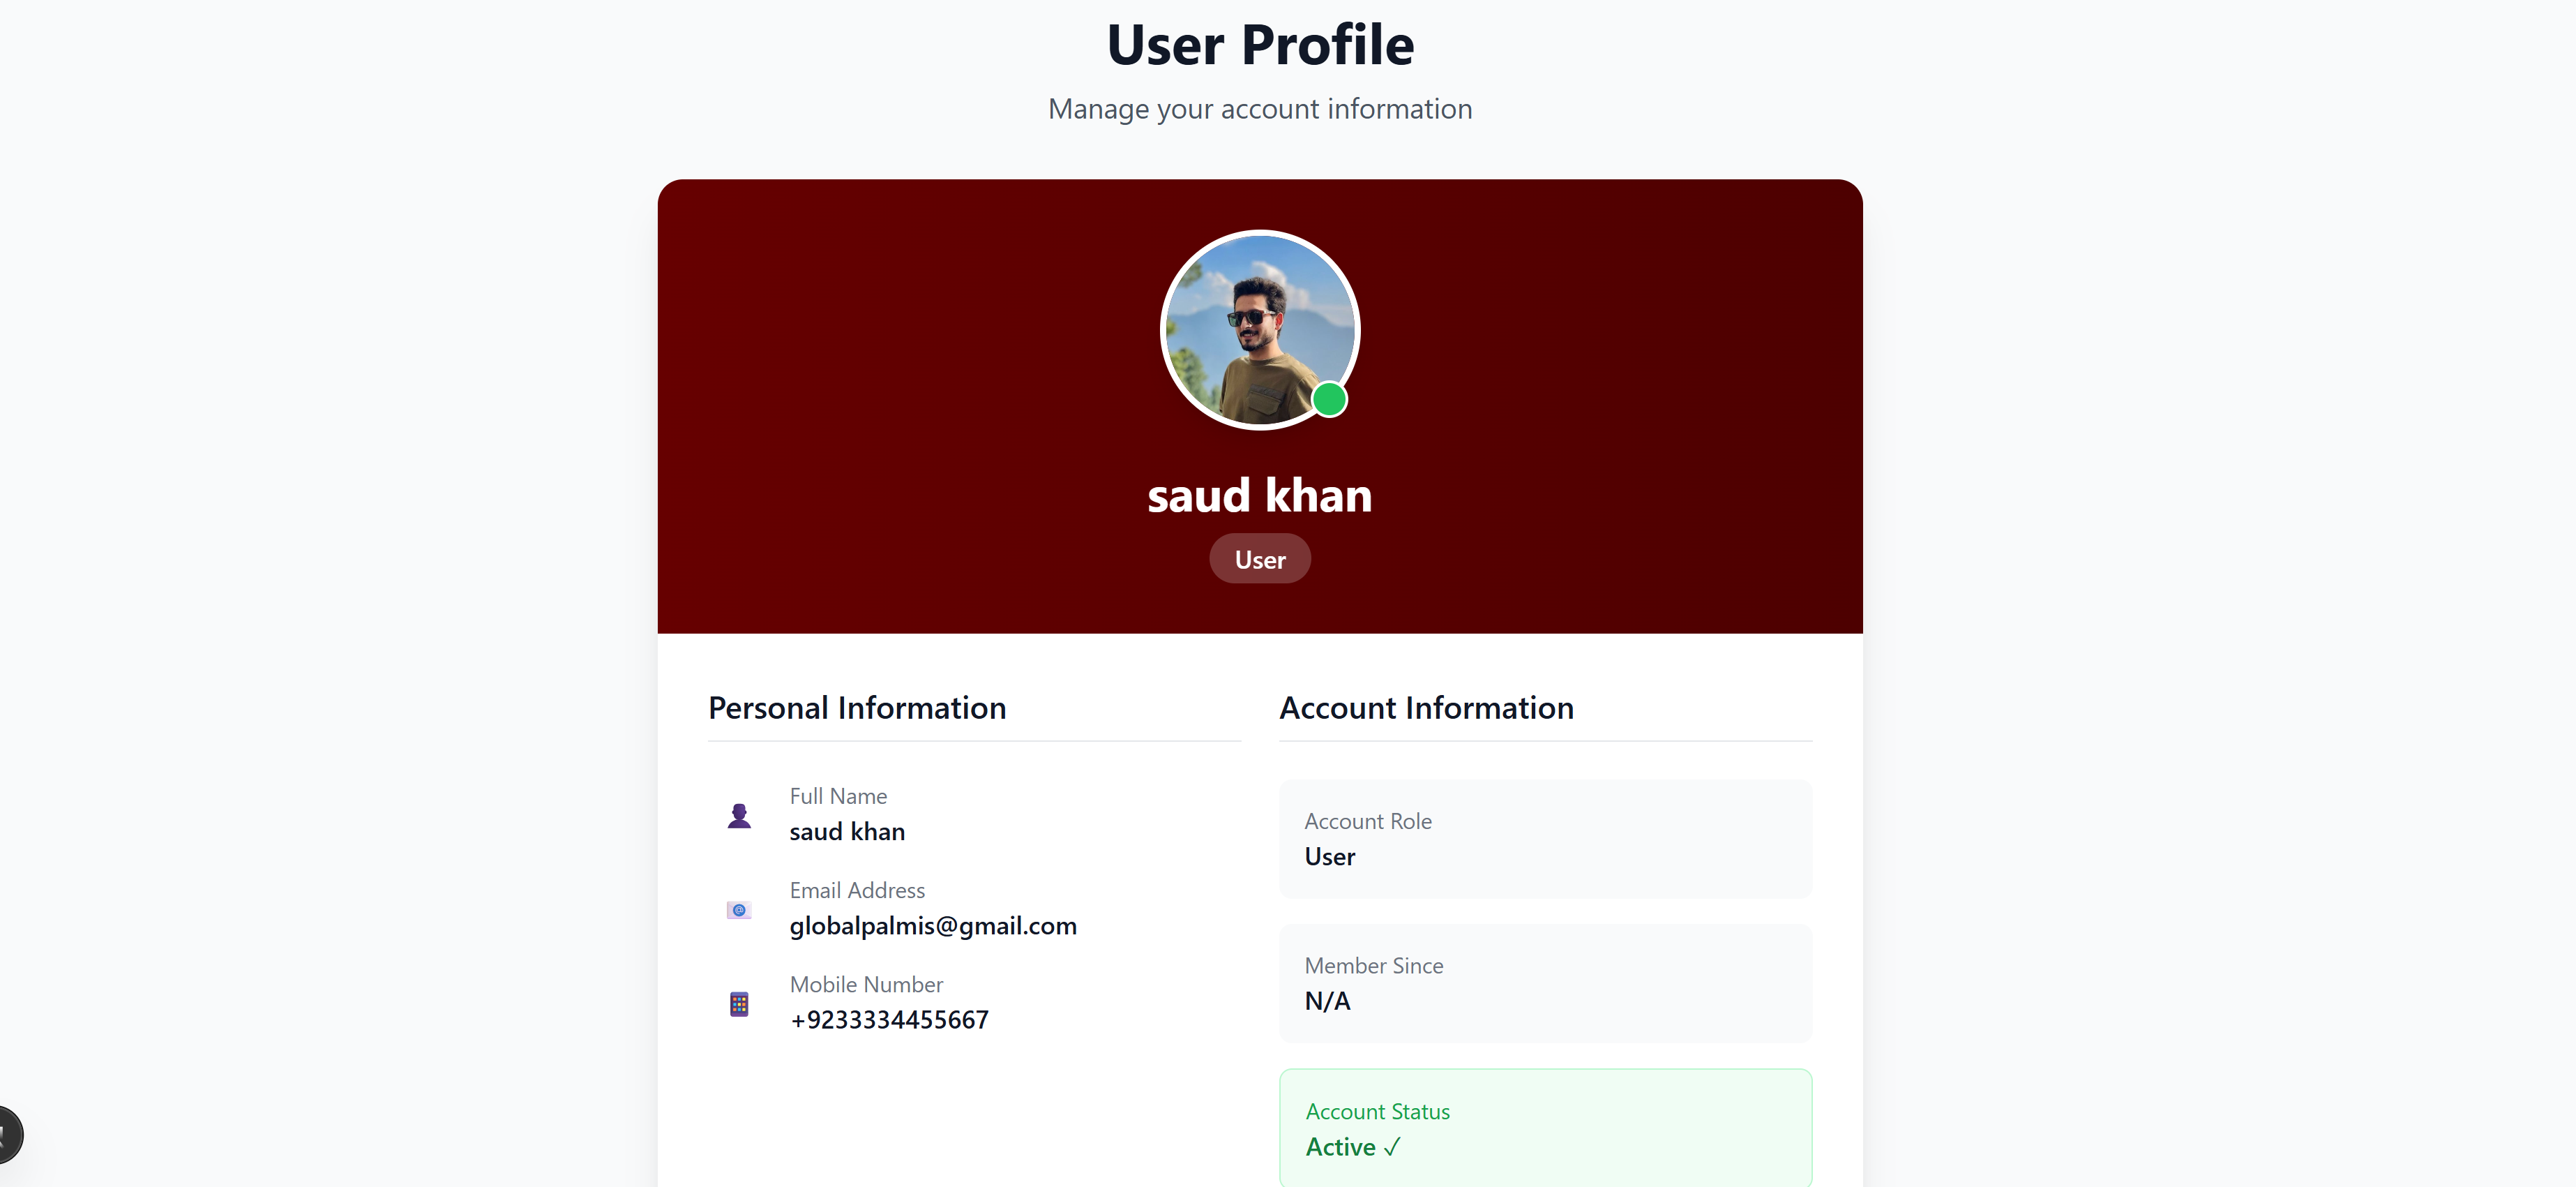 User Profile
Manage your account information
saud khan
User
Personal Information
Full Name
saud khan
Email Address
globalpalmis@gmail.com
Mobile Number
+9233334455667
Account Information
Account Role
User
Member Since
N/A
Account Status
Active ✓